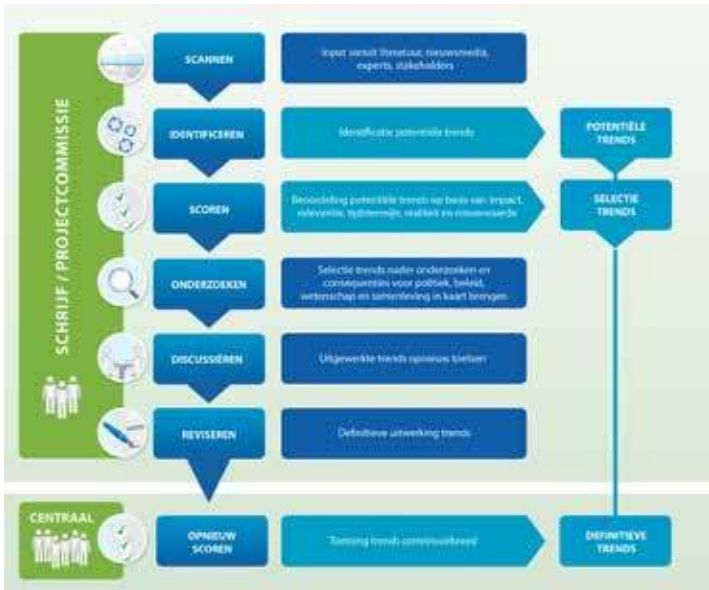 SCHRIJF / PROJECTCOMMISSIE
SCANNEN
Input vanuit literatuur, nieuwsmedia,
experts, stakeholders
IDENTIFICEREN
Identificatie potentiële trends
POTENTIËLE
TRENDS
SCOREN
Beoordeling potentiële trends op basis van impact,
relevantie, tijdstermijn, realiteit en nieuwswaarde
SELECTIE
TRENDS
ONDERZOEKEN
Selectie trends nader onderzoeken en
consequenties voor politiek, beleid,
wetenschap en samenleving in kaart brengen
DISCUSSIËREN
Uitgewerkte trends opnieuw toetsen
REVISEREN
Definitieve uitwerking trends
CENTRAAL
OPNIEUW
SCOREN
Toetsing trends commissiebreed
DEFINITIEVE
TRENDS